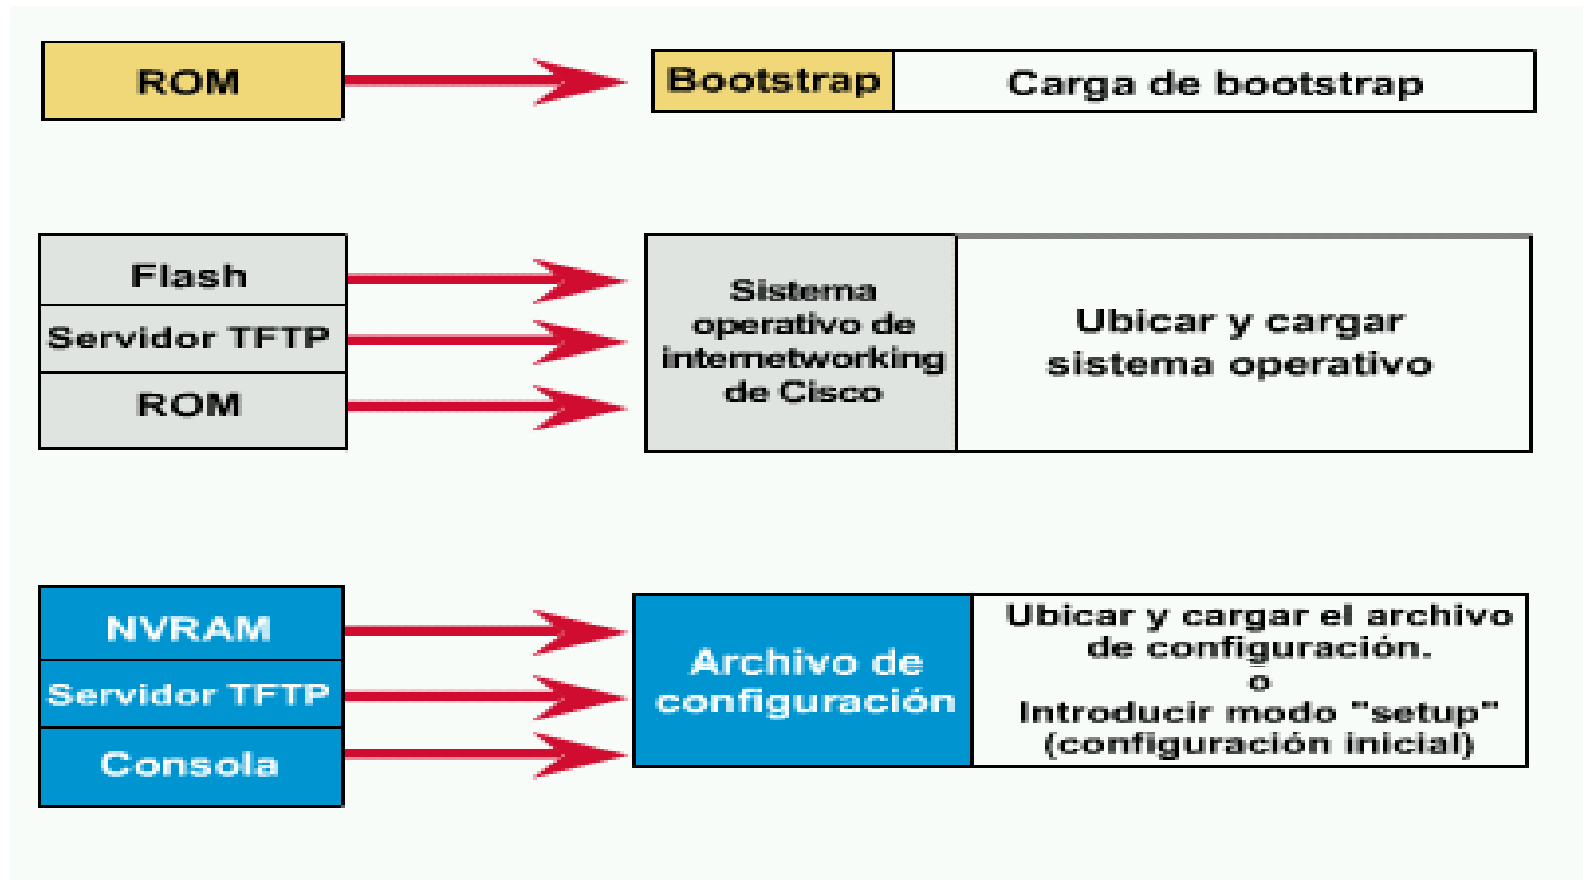 ROM
Bootstrap
Carga de bootstrap
Flash
Servidor TFTP
ROM
Sistema
operativo de
internetworking
de Cisco
Ubicar y cargar
sistema operativo
NVRAM
Servidor TFTP
Consola
Archivo de
configuración
Ubicar y cargar el archivo
de configuración.
o
Introducir modo "setup"
(configuración inicial)